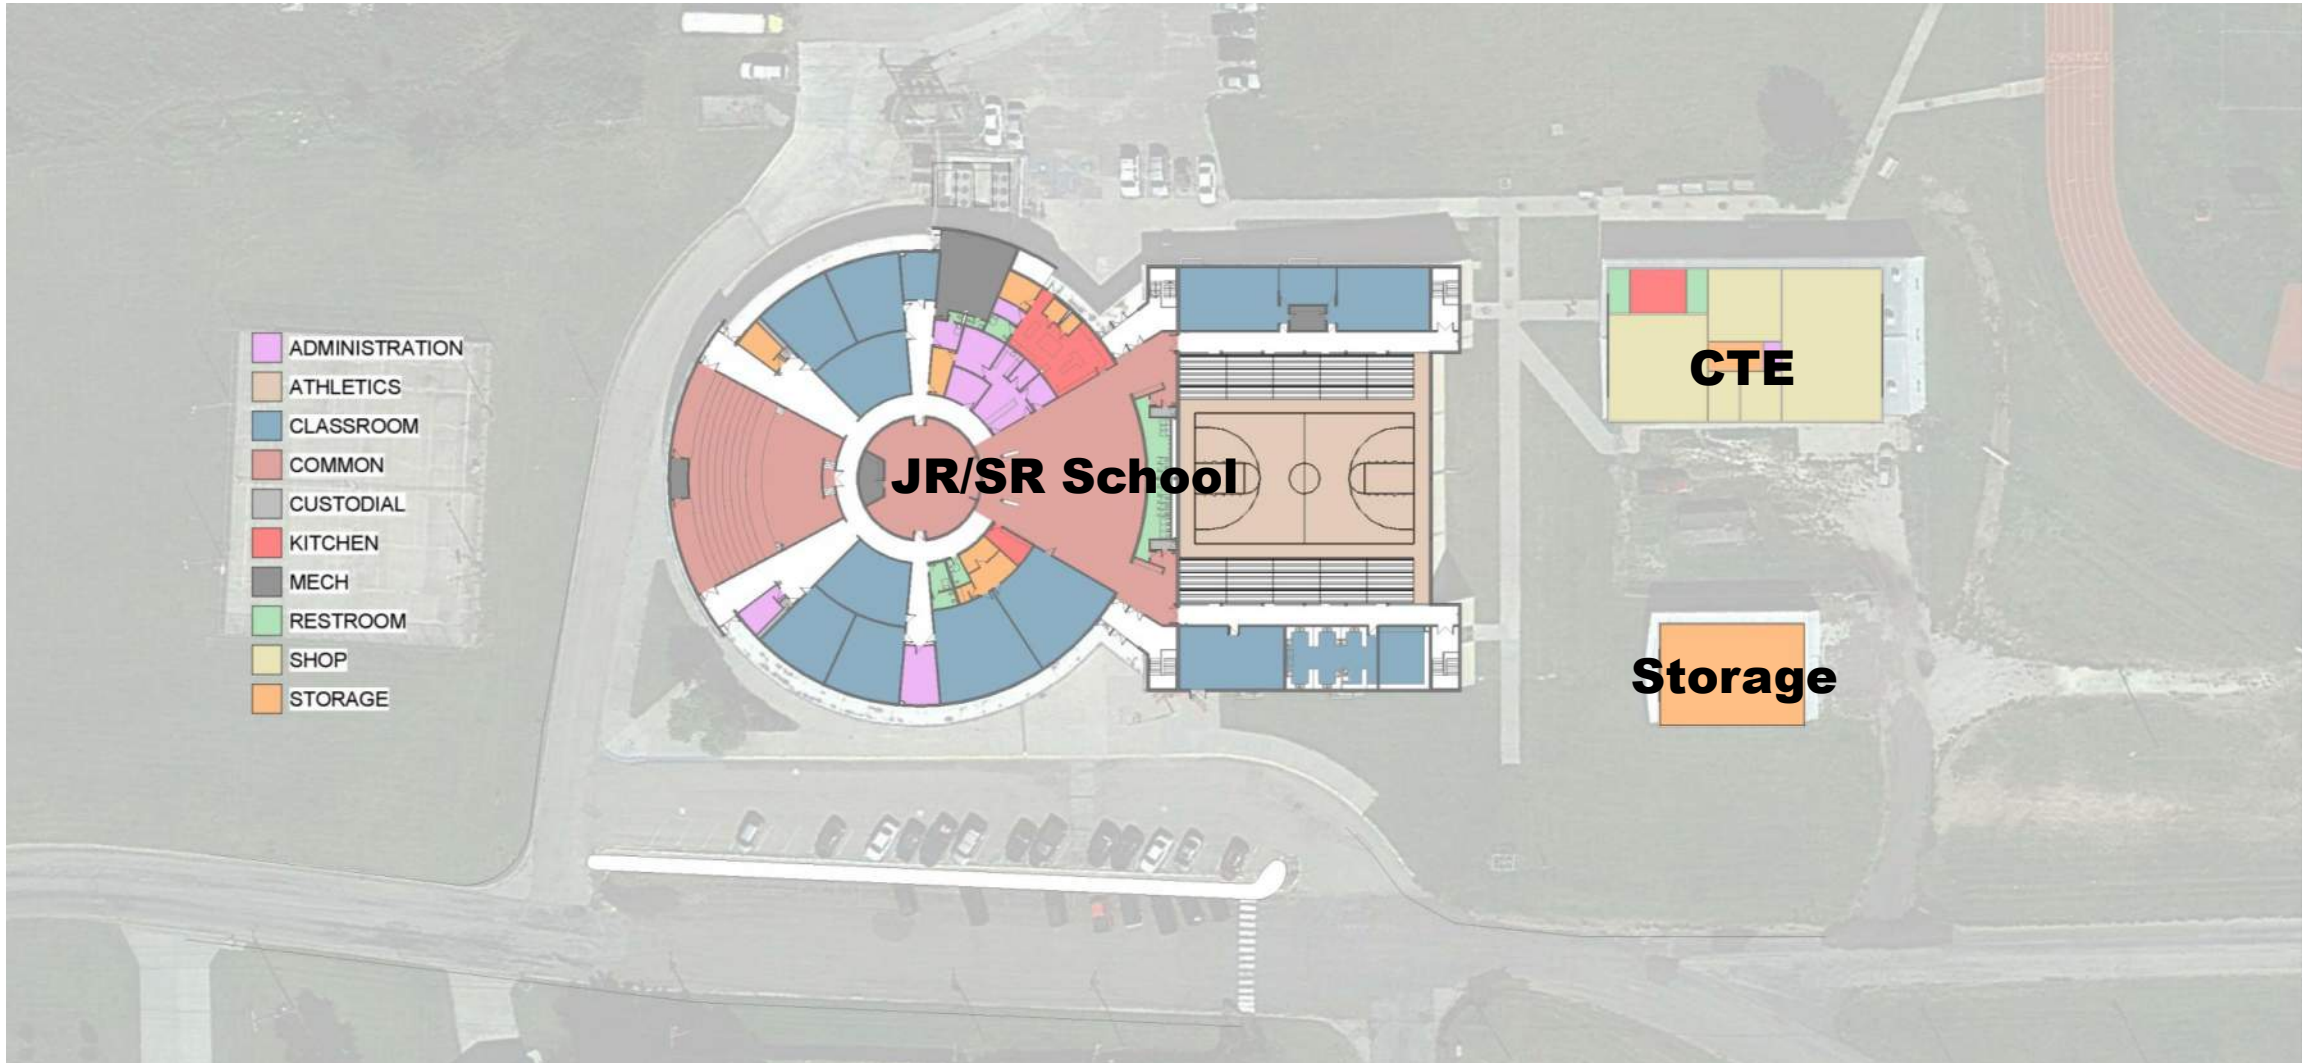 ADMINISTRATION
ATHLETICS
CLASSROOM
COMMON
CUSTODIAL
KITCHEN
MECH
RESTROOM
SHOP
STORAGE
JR/SR School
CTE
Storage